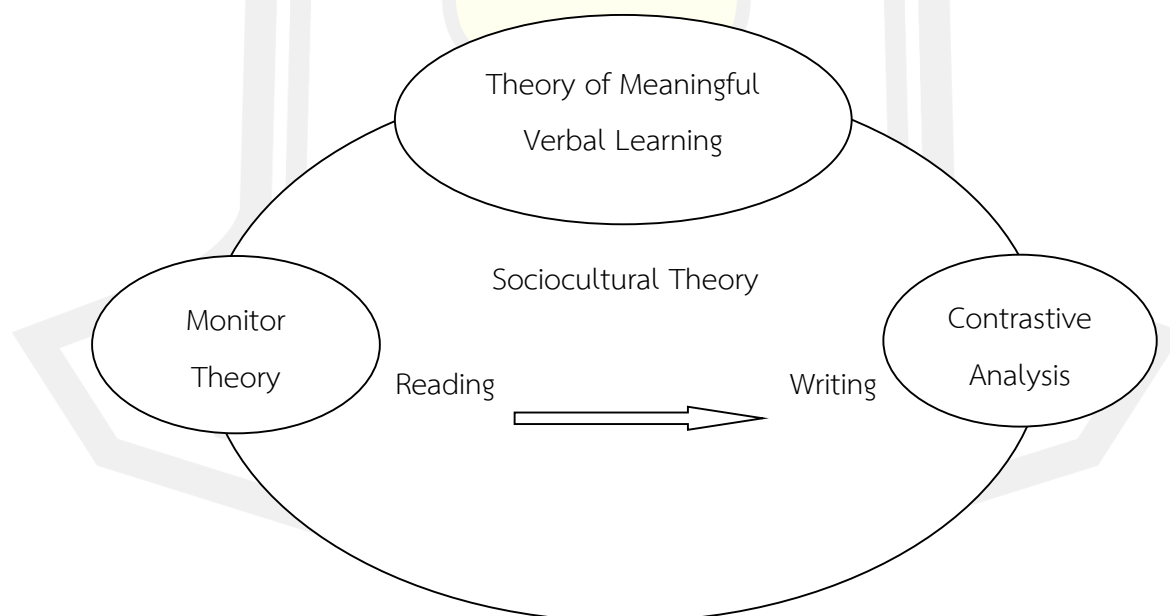 Theory of Meaningful
Verbal Learning
Sociocultural Theory
Monitor
Theory
Contrastive
Analysis
Reading
Writing